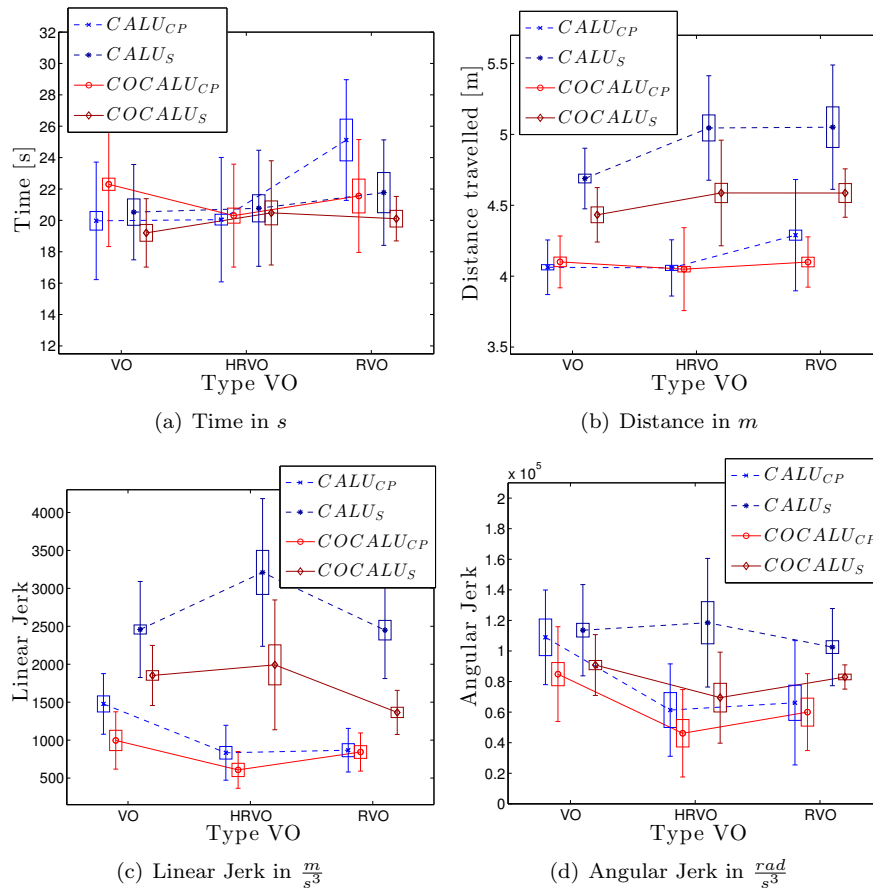 CALU_CP
CALU_S
COCALU_CP
COCALU_S
32
30
28
26
24
22
20
18
16
14
12
Time [s]
VO HRVO RVO
Type VO
(a) Time in s
CALU_CP
CALU_S
COCALU_CP
COCALU_S
5.5
5
4.5
4
3.5
Distance travelled [m]
VO HRVO RVO
Type VO
(b) Distance in m
CALU_CP
CALU_S
COCALU_CP
COCALU_S
4000
3500
3000
2500
2000
1500
1000
500
Linear Jerk
VO HRVO RVO
Type VO
(c) Linear Jerk in m/s³
x 10⁵
CALU_CP
CALU_S
COCALU_CP
COCALU_S
2
1.8
1.6
1.4
1.2
1
0.8
0.6
0.4
0.2
0
Angular Jerk
VO HRVO RVO
Type VO
(d) Angular Jerk in rad/s³